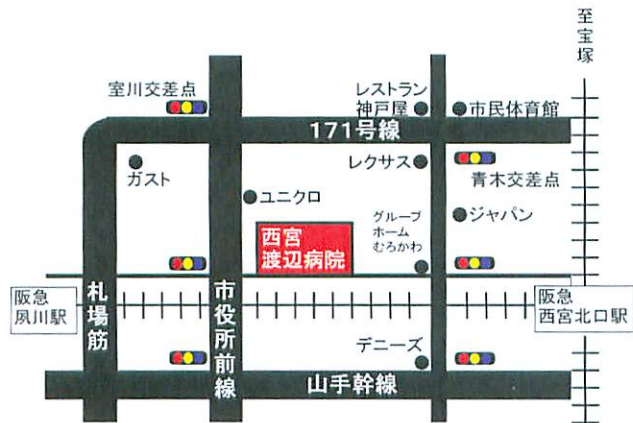 至宝塚
レストラン
神戸屋
室川交差点
市民体育館
171号線
ガスト
レクサス
青木交差点
ユニクロ
ジャパン
グループ
ホーム
むろかわ
西宮
渡辺病院
阪急
夙川駅
札場筋
市役所前線
阪急
西宮北口駅
デニーズ
山手幹線